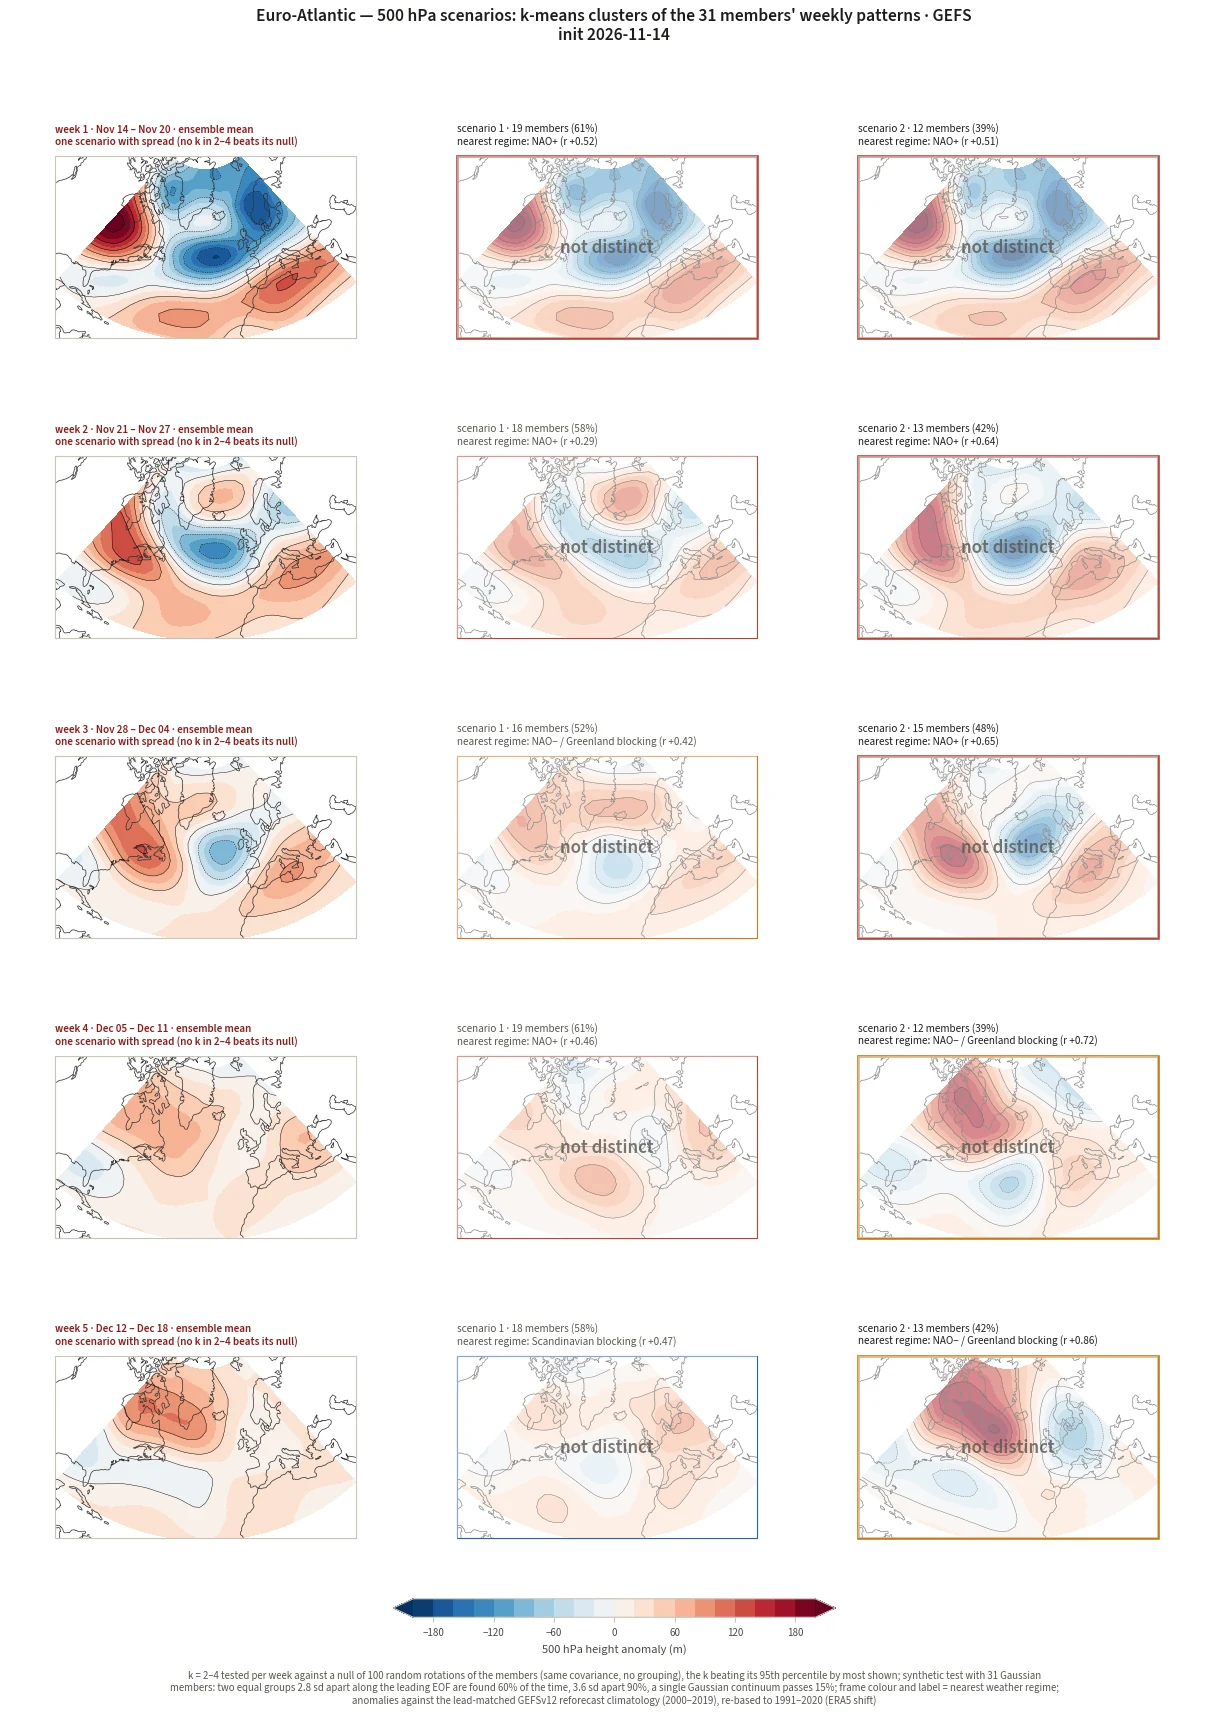 Euro-Atlantic — 500 hPa scenarios: k-means clusters of the 31 members' weekly patterns · GEFS
init 2026-11-14
week 1 · Nov 14 – Nov 20 · ensemble mean
one scenario with spread (no k in 2–4 beats its null)
scenario 1 · 19 members (61%)
nearest regime: NAO+ (r +0.52)
not distinct
scenario 2 · 12 members (39%)
nearest regime: NAO+ (r +0.51)
not distinct
week 2 · Nov 21 – Nov 27 · ensemble mean
one scenario with spread (no k in 2–4 beats its null)
scenario 1 · 18 members (58%)
nearest regime: NAO+ (r +0.29)
not distinct
scenario 2 · 13 members (42%)
nearest regime: NAO+ (r +0.64)
not distinct
week 3 · Nov 28 – Dec 04 · ensemble mean
one scenario with spread (no k in 2–4 beats its null)
scenario 1 · 16 members (52%)
nearest regime: NAO− / Greenland blocking (r +0.42)
not distinct
scenario 2 · 15 members (48%)
nearest regime: NAO+ (r +0.65)
not distinct
week 4 · Dec 05 – Dec 11 · ensemble mean
one scenario with spread (no k in 2–4 beats its null)
scenario 1 · 19 members (61%)
nearest regime: NAO+ (r +0.46)
not distinct
scenario 2 · 12 members (39%)
nearest regime: NAO− / Greenland blocking (r +0.72)
not distinct
week 5 · Dec 12 – Dec 18 · ensemble mean
one scenario with spread (no k in 2–4 beats its null)
scenario 1 · 18 members (58%)
nearest regime: Scandinavian blocking (r +0.47)
not distinct
scenario 2 · 13 members (42%)
nearest regime: NAO− / Greenland blocking (r +0.86)
not distinct
−180 −120 −60 0 60 120 180
500 hPa height anomaly (m)
k = 2–4 tested per week against a null of 100 random rotations of the members (same covariance, no grouping), the k beating its 95th percentile by most shown; synthetic test with 31 Gaussian
members: two equal groups 2.8 sd apart along the leading EOF are found 60% of the time, 3.6 sd apart 90%, a single Gaussian continuum passes 15%; frame colour and label = nearest weather regime;
anomalies against the lead-matched GEFSv12 reforecast climatology (2000–2019), re-based to 1991–2020 (ERA5 shift)